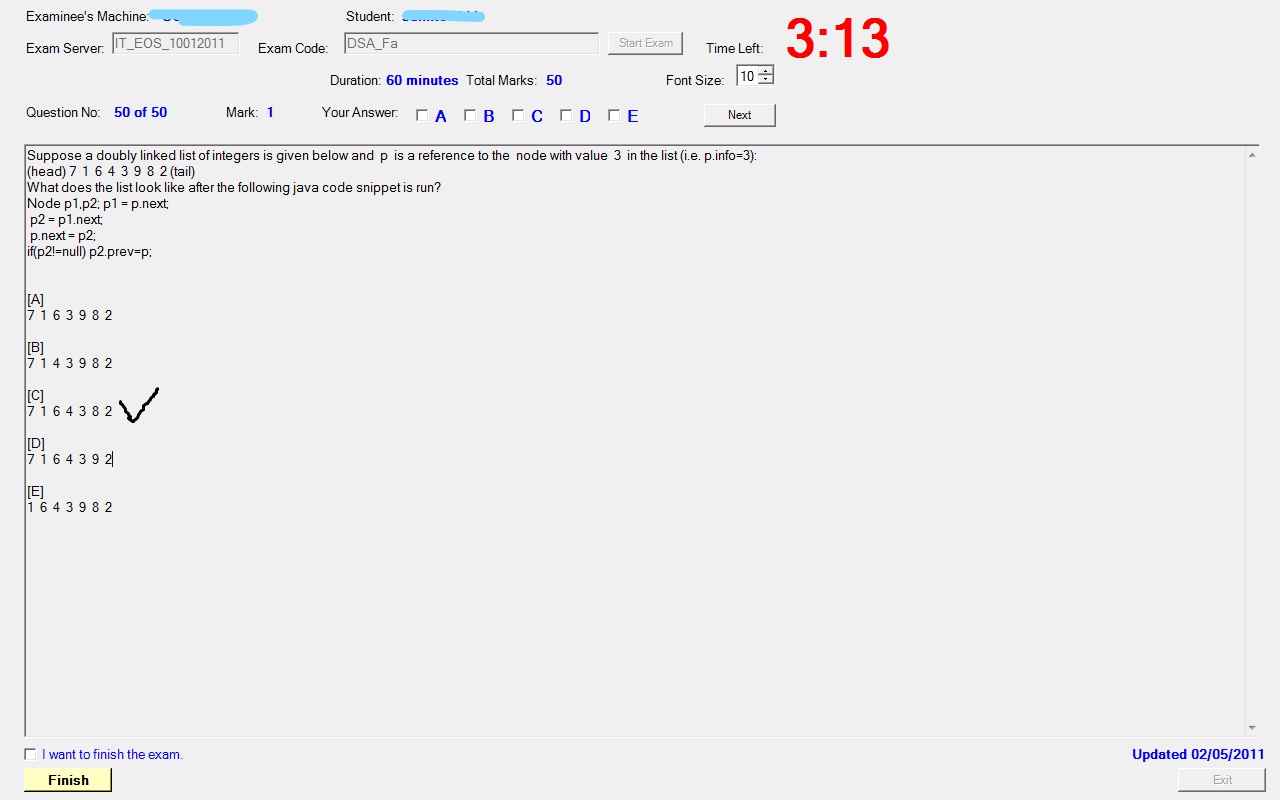 Examinee's Machine:
Student:
Exam Server: IT_EOS_10012011 Exam Code: DSA_Fa Start Exam Time Left: 3:13
Duration: 60 minutes Total Marks: 50 Font Size: 10
Question No: 50 of 50 Mark: 1 Your Answer: A B C D E Next
Suppose a doubly linked list of integers is given below and p is a reference to the node with value 3 in the list (i.e. p.info=3):
(head) 7 1 6 4 3 9 8 2 (tail)
What does the list look like after the following java code snippet is run?
Node p1,p2; p1 = p.next;
p2 = p1.next;
p.next = p2;
if(p2!=null) p2.prev=p;
[A]
7 1 6 3 9 8 2
[B]
7 1 4 3 9 8 2
[C]
7 1 6 4 3 8 2
[D]
7 1 6 4 3 9 2
[E]
1 6 4 3 9 8 2
I want to finish the exam. Updated 02/05/2011
Finish Exit